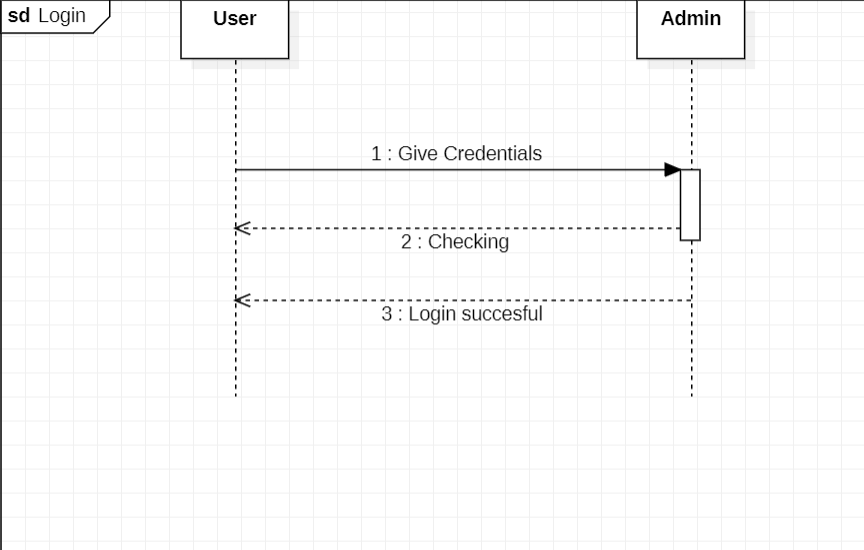 sd Login
User
Admin
1 : Give Credentials
2 : Checking
3 : Login succesful